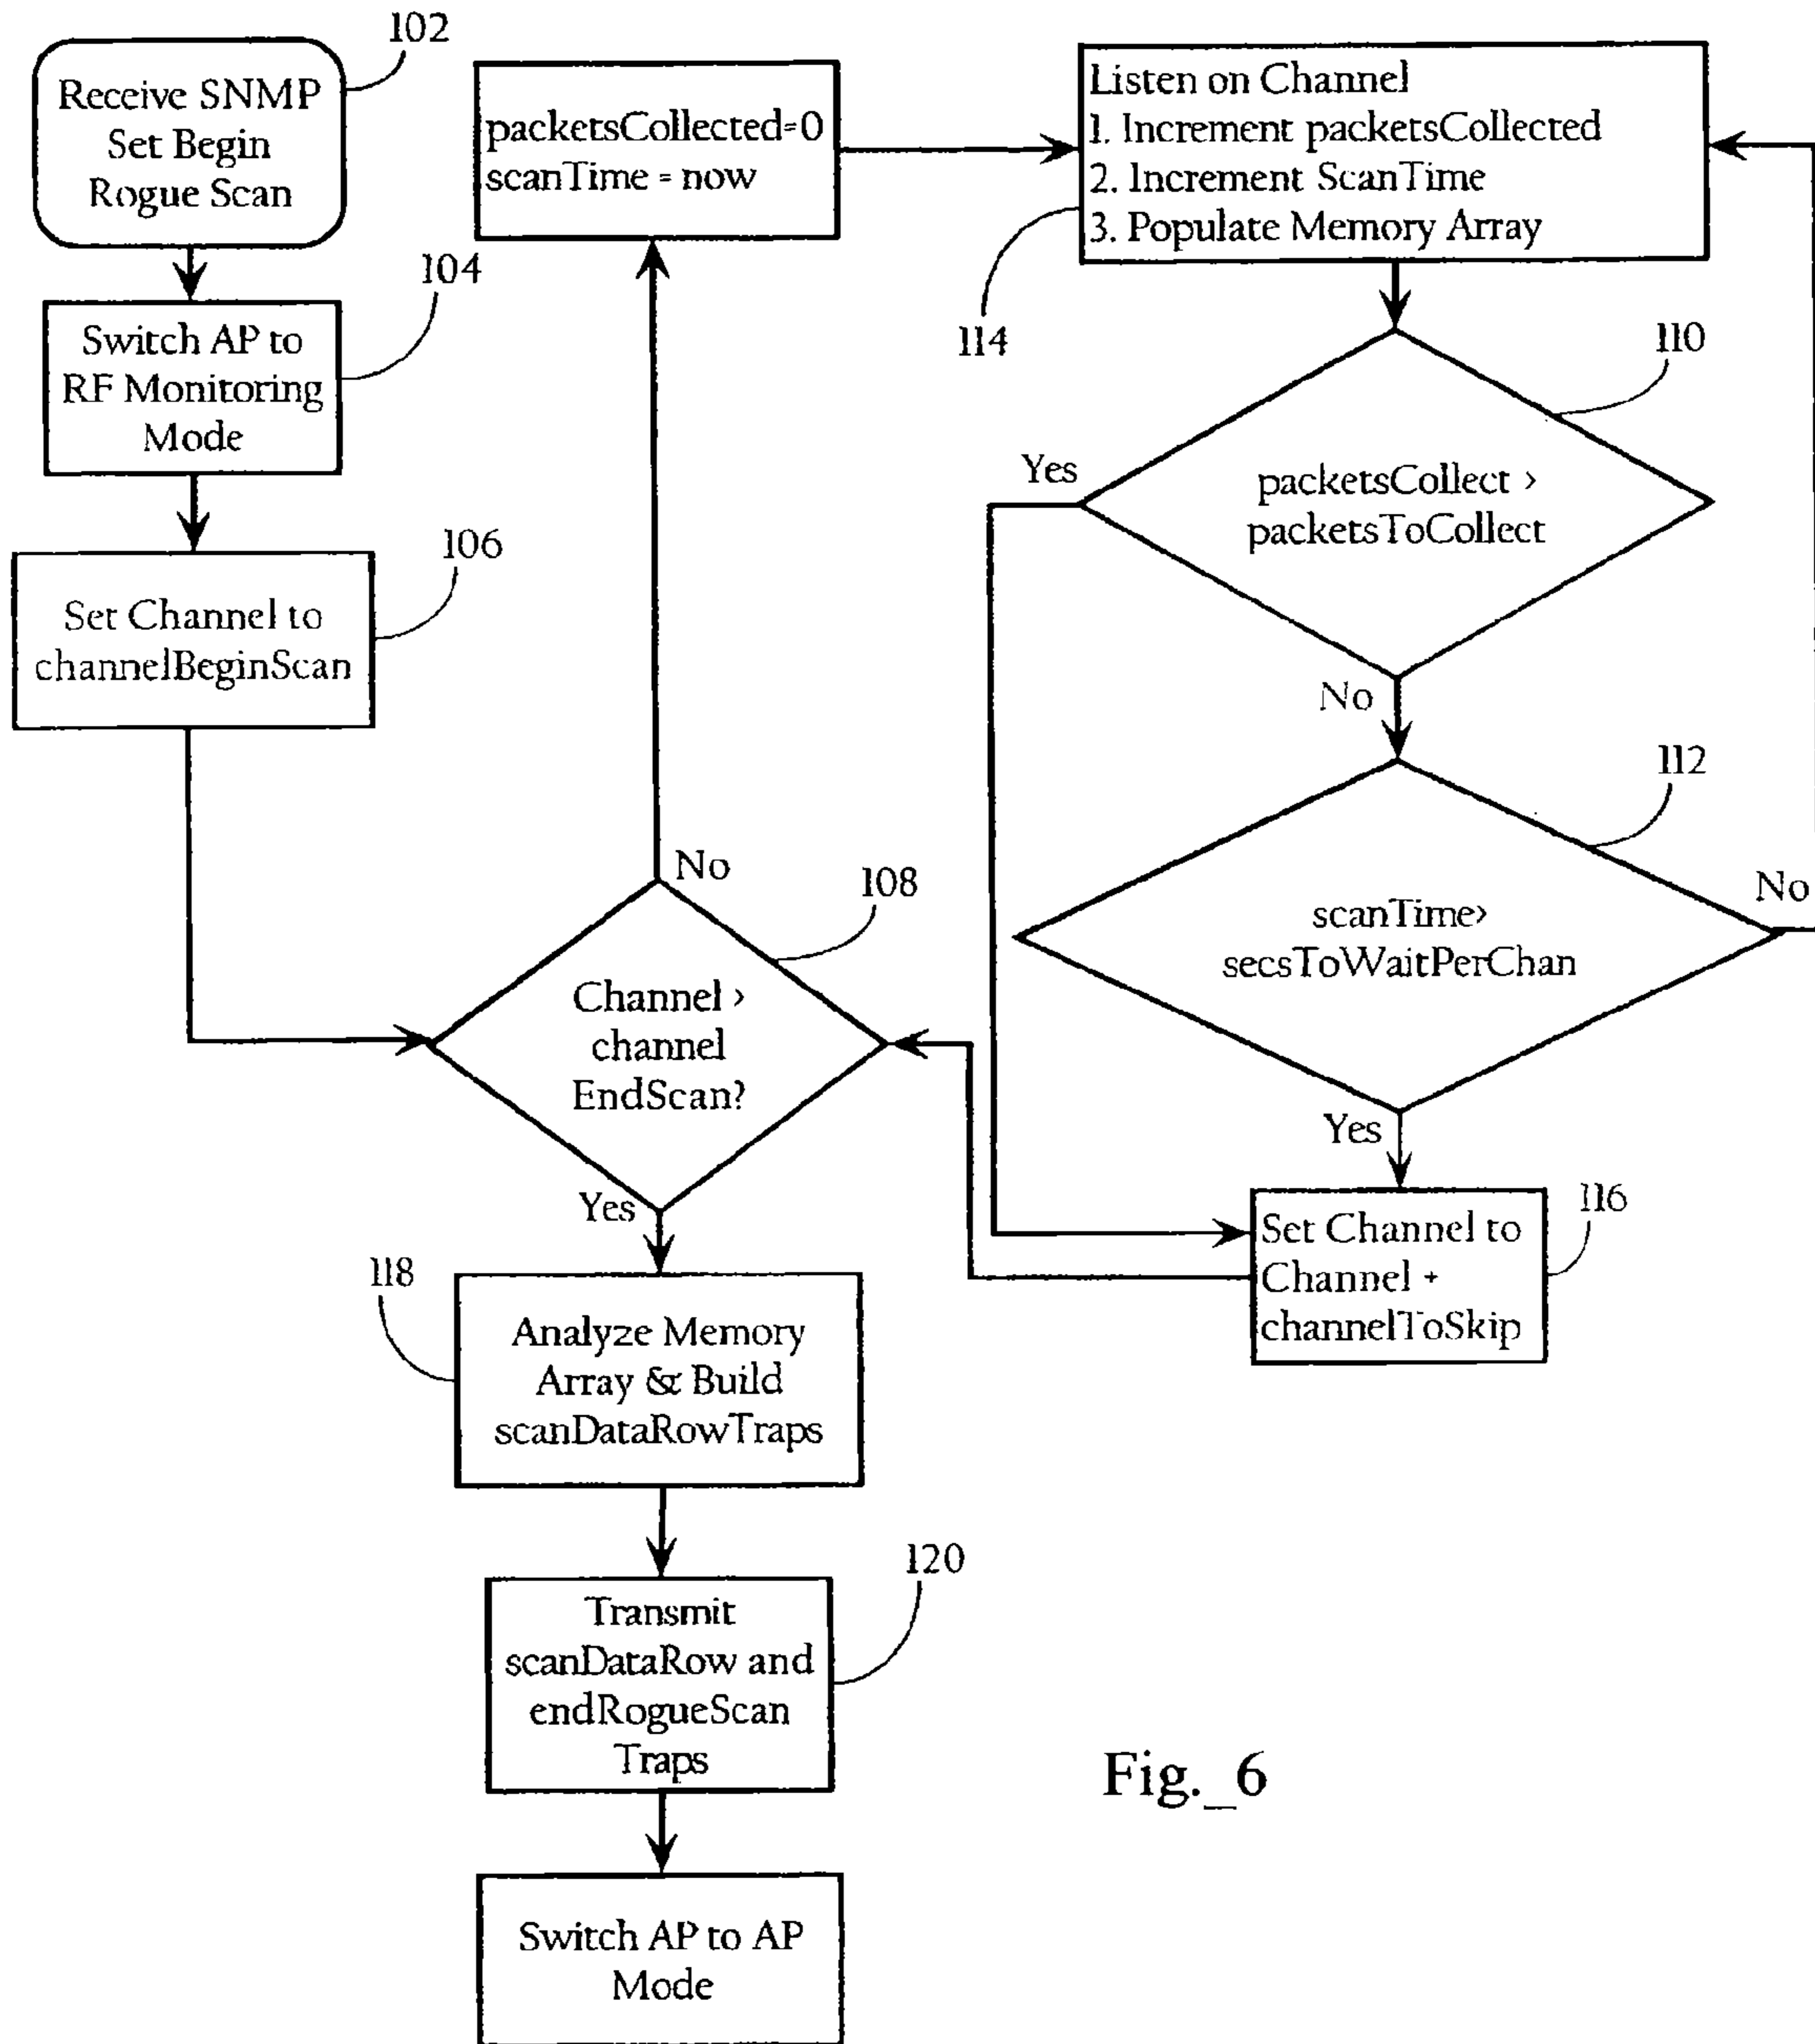 102
Receive SNMP
Set Begin
Rogue Scan
104
Switch AP to
RF Monitoring
Mode
106
Set Channel to
channelBeginScan
packetsCollected=0
scanTime = now
Listen on Channel
1. Increment packetsCollected
2. Increment ScanTime
3. Populate Memory Array
114
110
Yes
packetsCollect >
packetsToCollect
No
112
scanTime>
secsToWaitPerChan
No
Yes
116
Set Channel to
Channel +
channelToSkip
No
108
Channel >
channel
EndScan?
Yes
118
Analyze Memory
Array & Build
scanDataRowTraps
120
Transmit
scanDataRow and
endRogueScan
Traps
Switch AP to AP
Mode
Fig._6